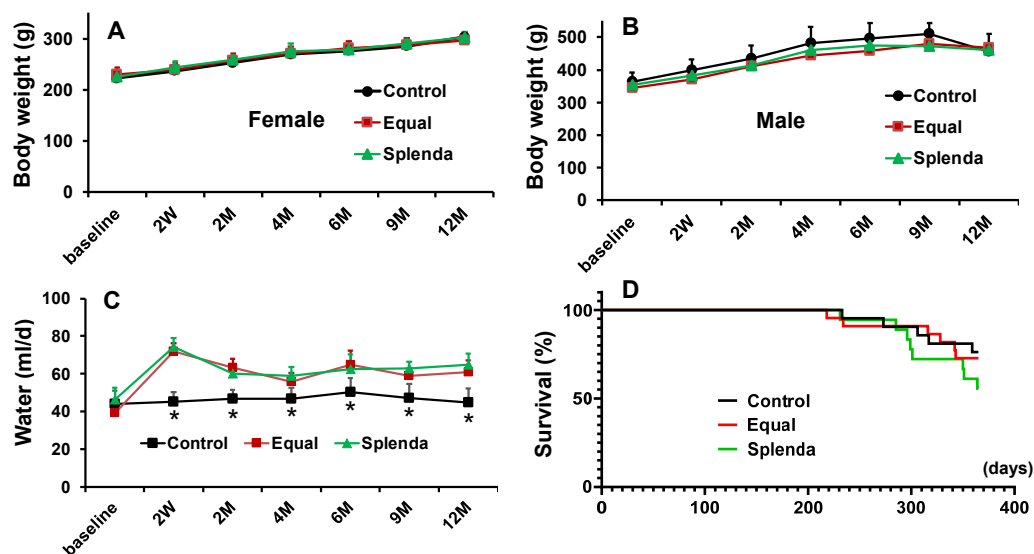 A
Body weight (g)
300
200
100
0
Control
Equal
Splenda
Female
baseline
2W
2M
4M
6M
9M
12M
B
Body weight (g)
500
400
300
200
100
0
Control
Equal
Splenda
Male
baseline
2W
2M
4M
6M
9M
12M
C
Water (ml/d)
100
80
60
40
20
0
* * * * * *
Control Equal Splenda
baseline
2W
2M
4M
6M
9M
12M
D
Survival (%)
100
50
0
Control
Equal
Splenda
(days)
0 100 200 300 400